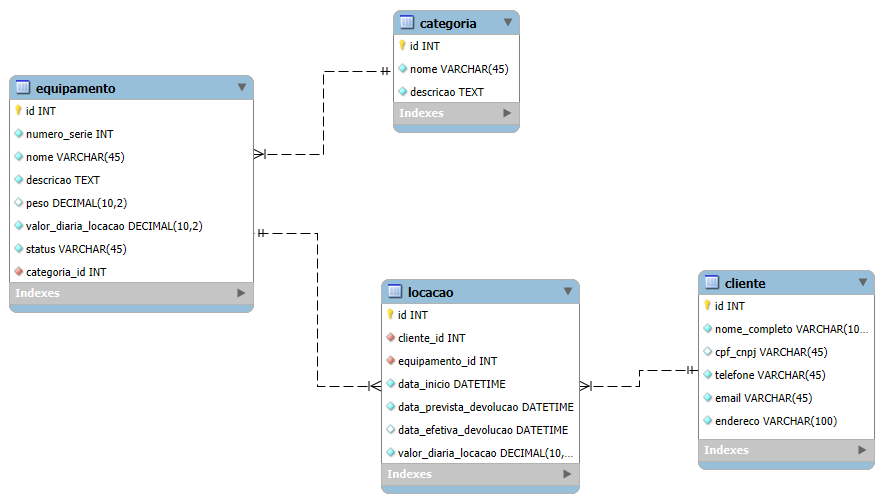 categoria
id INT
nome VARCHAR(45)
descricao TEXT
Indexes
equipamento
id INT
numero_serie INT
nome VARCHAR(45)
descricao TEXT
peso DECIMAL(10,2)
valor_diaria_locacao DECIMAL(10,2)
status VARCHAR(45)
categoria_id INT
Indexes
locacao
id INT
cliente_id INT
equipamento_id INT
data_inicio DATETIME
data_prevista_devolucao DATETIME
data_efetiva_devolucao DATETIME
valor_diaria_locacao DECIMAL(10,...
Indexes
cliente
id INT
nome_completo VARCHAR(10...
cpf_cnpj VARCHAR(45)
telefone VARCHAR(45)
email VARCHAR(45)
endereco VARCHAR(100)
Indexes